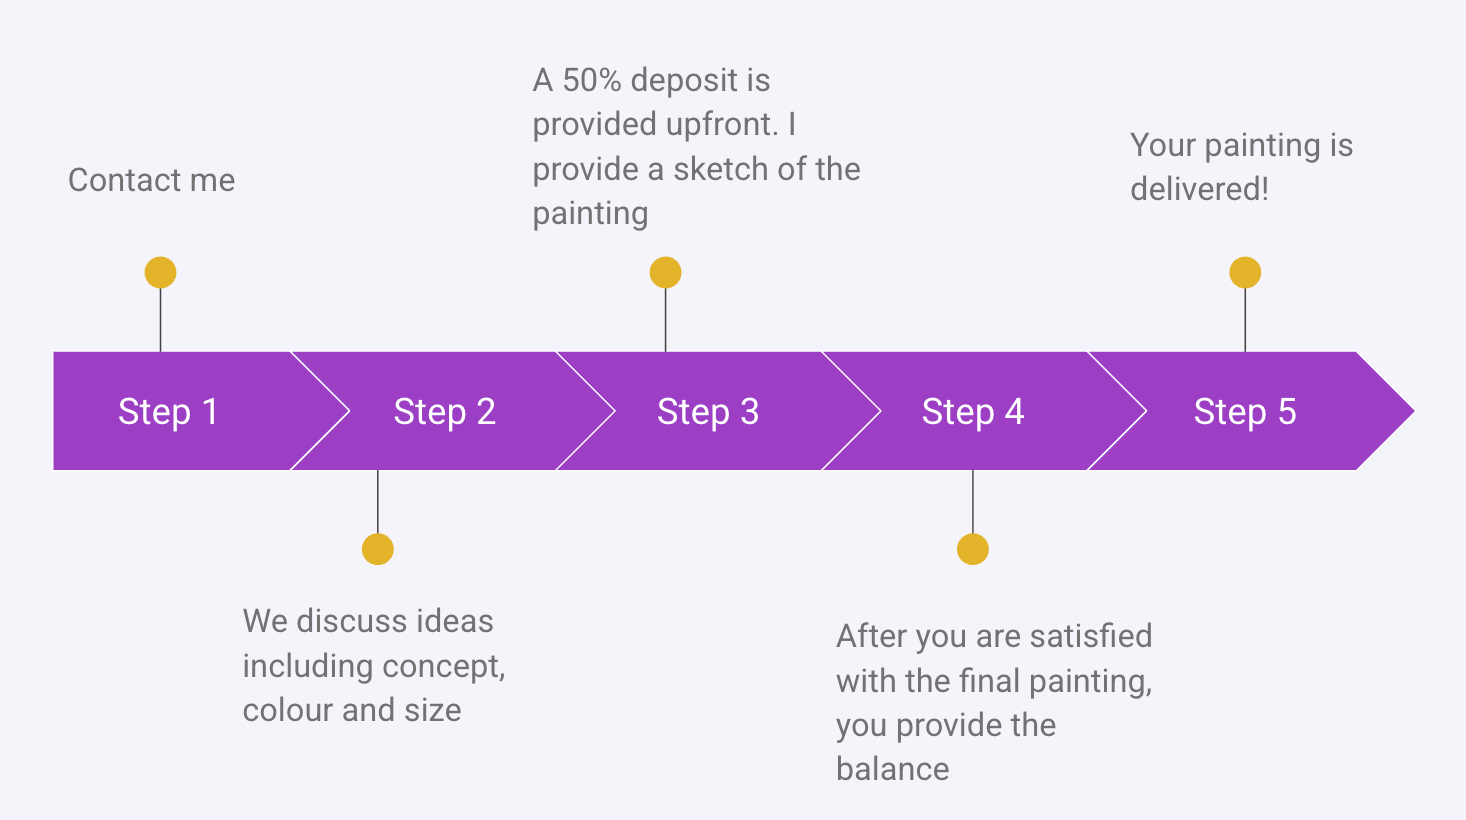 Contact me
Step 1
We discuss ideas
including concept,
colour and size
Step 2
A 50% deposit is
provided upfront. I
provide a sketch of the
painting
Step 3
After you are satisfied
with the final painting,
you provide the
balance
Step 4
Your painting is
delivered!
Step 5